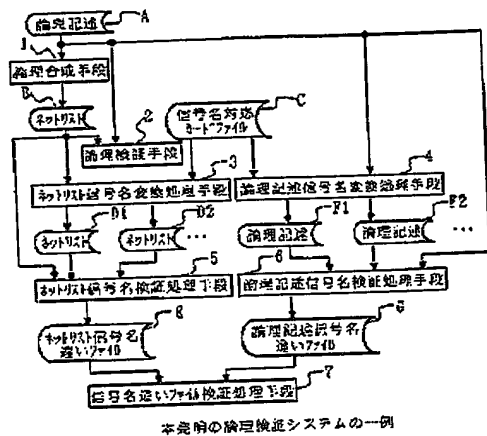 論理記述
A
1
論理合成手段
B
ネットリスト
2
論理検証手段
信号名対応
カードファイル
C
3
ネットリスト信号名変換処理手段
4
論理記述信号名変換処理手段
D1
ネットリスト
D2
ネットリスト
・・・
F1
論理記述
F2
論理記述
・・・
5
ネットリスト信号名検証処理手段
6
論理記述信号名検証処理手段
E
ネットリスト信号名
違いファイル
G
論理記述信号名
違いファイル
7
信号名違いファイル検証処理手段
本発明の論理検証システムの一例